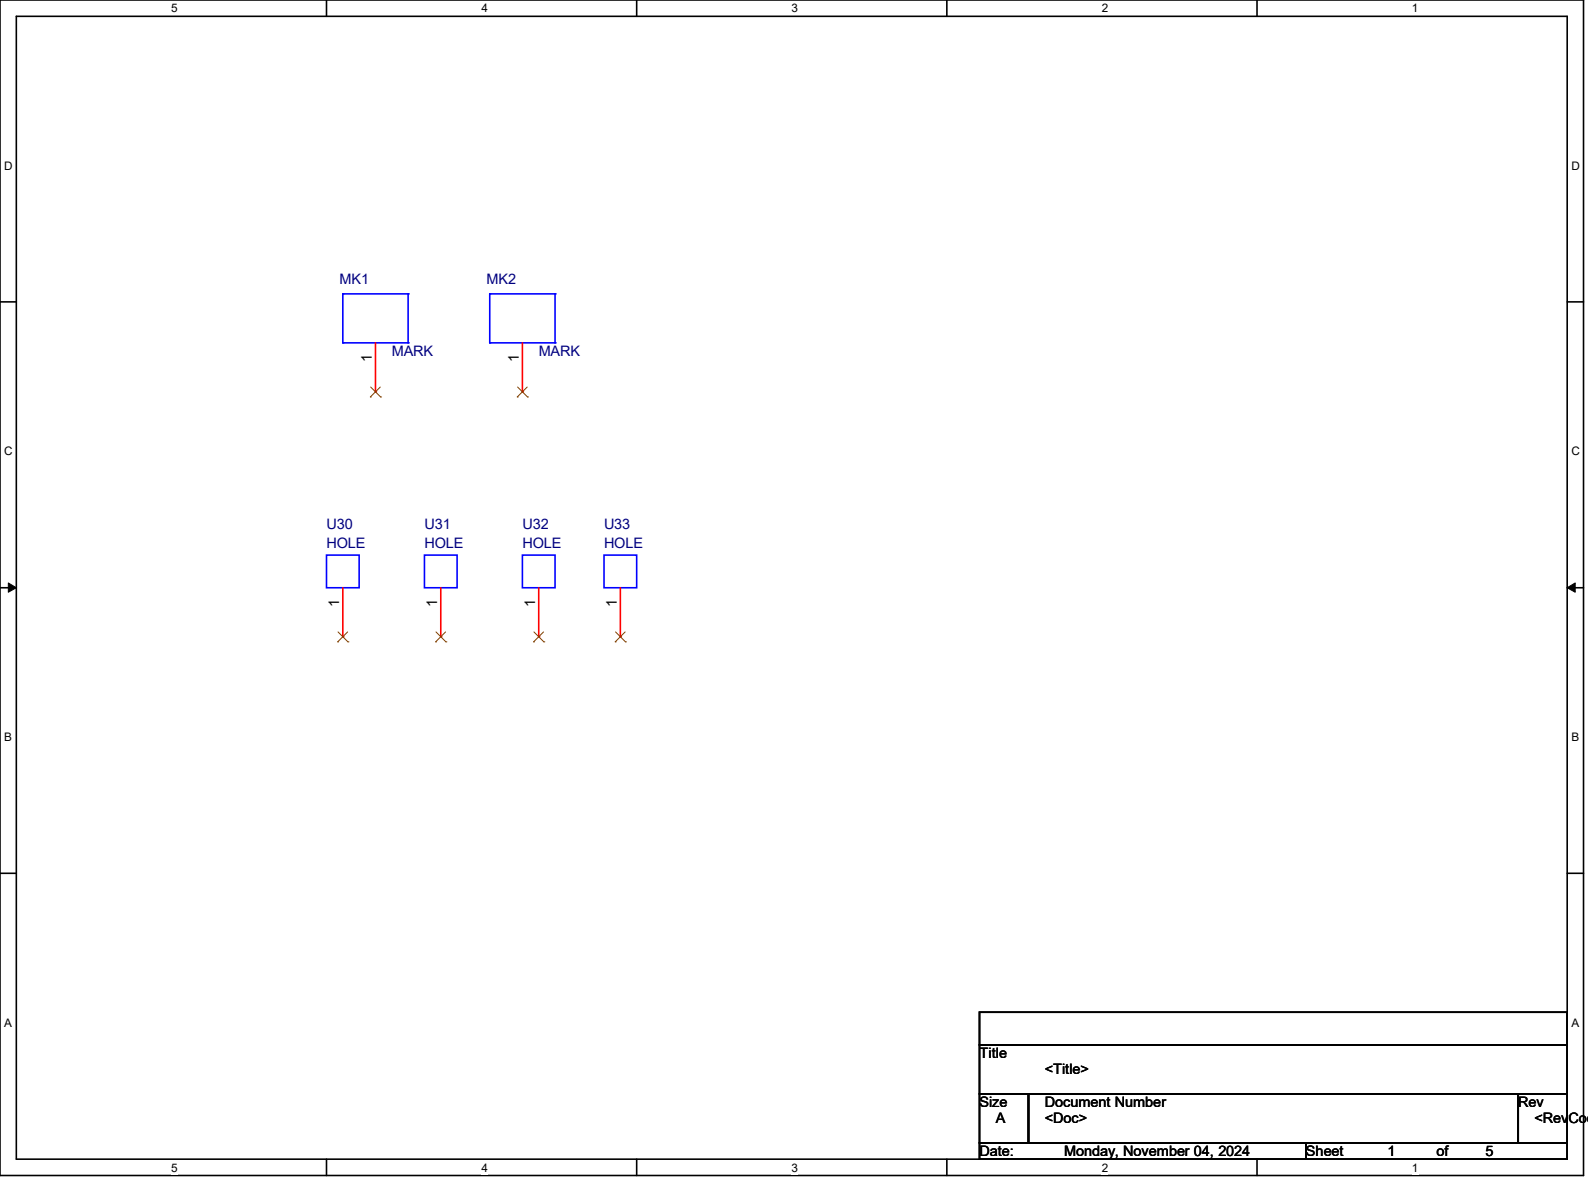 5 4 3 2 1
D D
MK1 MK2
1 MARK 1 MARK
C C
U30 U31 U32 U33
HOLE HOLE HOLE HOLE
1 1 1 1
B B
A A
Title
<Title>
Size Document Number Rev
A <Doc> <RevCo
Date: Monday, November 04, 2024 Sheet 1 of 5
5 4 3 2 1